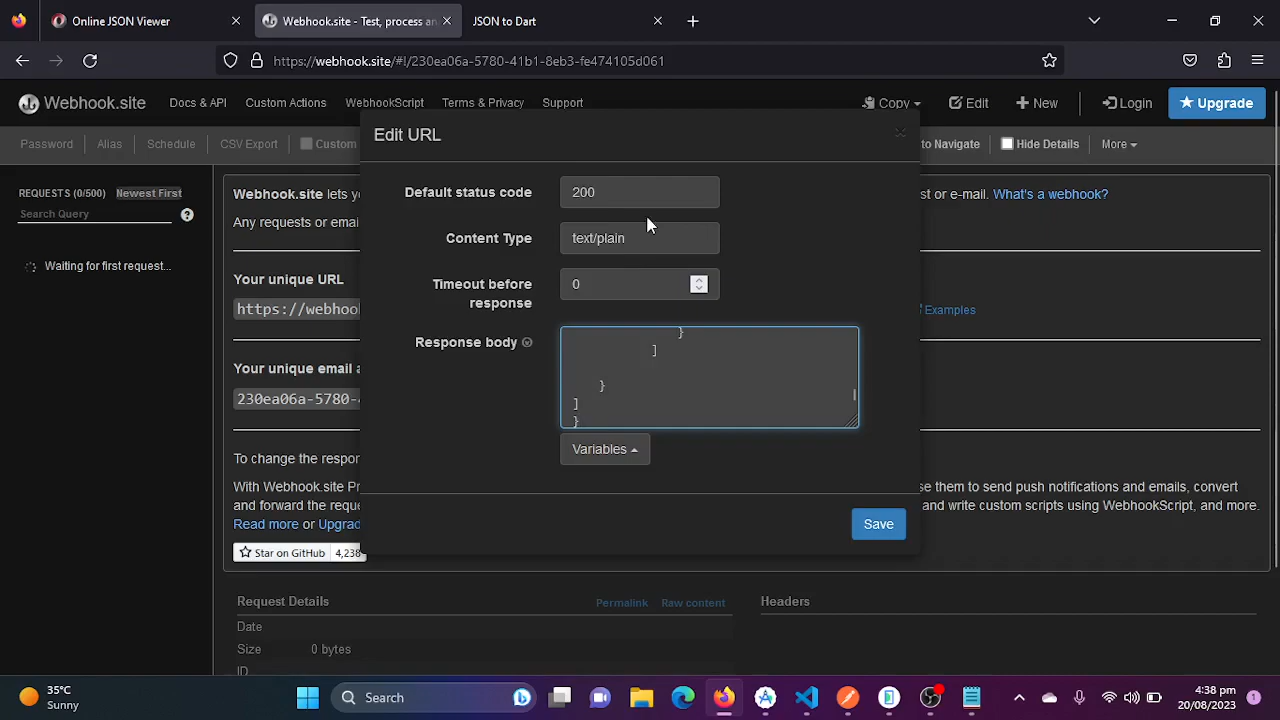 Online JSON Viewer
Webhook.site - Test, process an
JSON to Dart
https://webhook.site/#!/230ea06a-5780-41b1-8eb3-fe474105d061
Webhook.site
Docs & API
Custom Actions
WebhookScript
Terms & Privacy
Support
Copy
Edit
New
Login
Upgrade
Password
Alias
Schedule
CSV Export
Custom
to Navigate
Hide Details
More
Edit URL
Default status code
200
Content Type
text/plain
Timeout before
response
0
Response body
}
]
}
]
}
Variables
Save
REQUESTS (0/500)
Newest First
Search Query
?
Waiting for first request...
Webhook.site lets yo
st or e-mail. What's a webhook?
Any requests or email
Your unique URL
https://webhoo
Examples
Your unique email a
230ea06a-5780-4
To change the respon
With Webhook.site Pr
e them to send push notifications and emails, convert
and forward the reque
and write custom scripts using WebhookScript, and more.
Read more or Upgrad
Star on GitHub
4,238
Request Details
Permalink
Raw content
Headers
Date
Size
0 bytes
ID
35°C
Sunny
Search
4:38 pm
20/08/2023
1